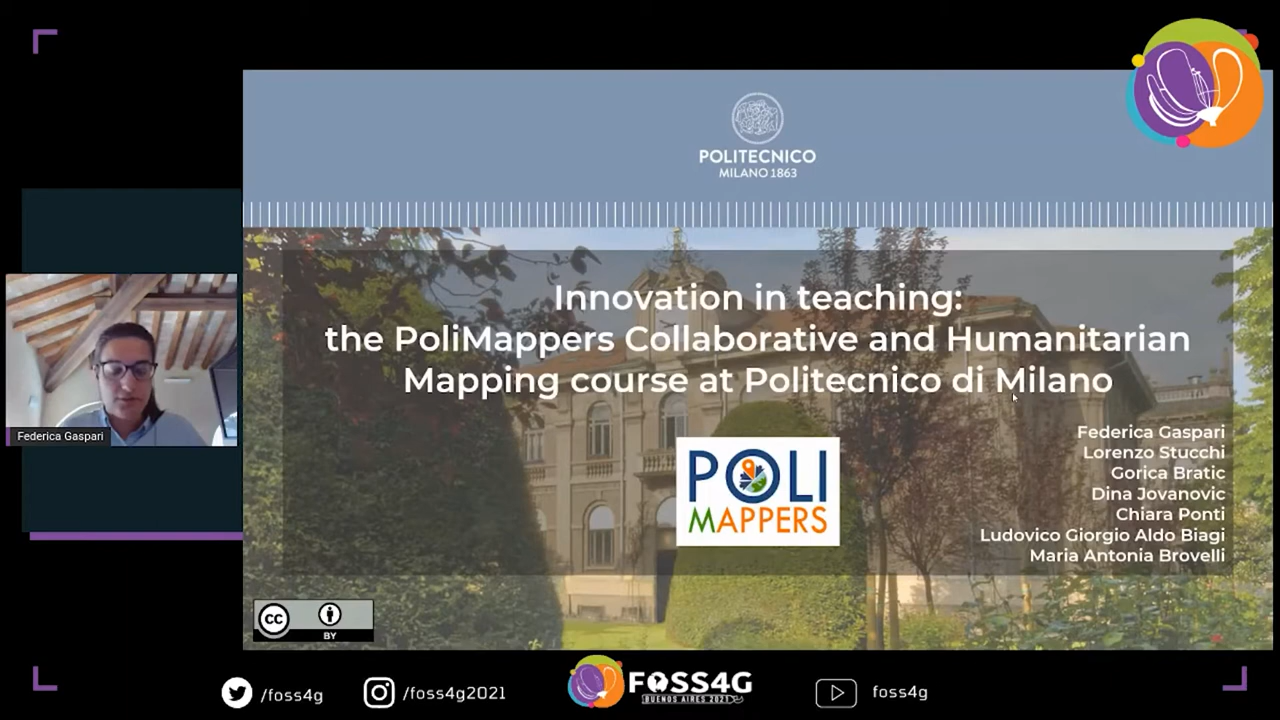 POLITECNICO
MILANO 1863
Innovation in teaching:
the PoliMappers Collaborative and Humanitarian
Mapping course at Politecnico di Milano
Federica Gaspari
Lorenzo Stucchi
Gorica Bratic
Dina Jovanovic
Chiara Ponti
Ludovico Giorgio Aldo Biagi
Maria Antonia Brovelli
POLI
MAPPERS
Federica Gaspari
CC
BY
/foss4g
/foss4g2021
FOSS4G
BUENOS AIRES 2021
foss4g